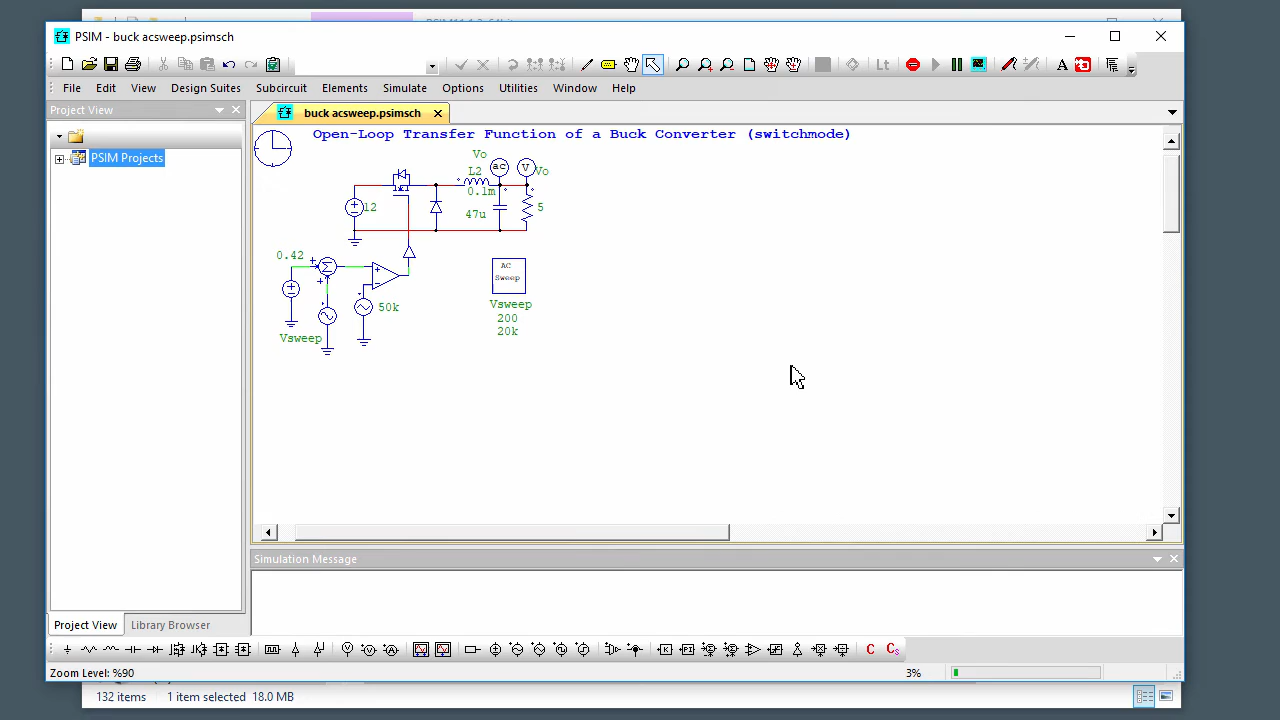 PSIM - buck acsweep.psimsch
Lt
A
File Edit View Design Suites Subcircuit Elements Simulate Options Utilities Window Help
Project View
buck acsweep.psimsch
PSIM Projects
Open-Loop Transfer Function of a Buck Converter (switchmode)
Vo
ac
V
Vo
L2
0.1m
12
47u
5
0.42
Σ
50k
Vsweep
AC
Sweep
Vsweep
200
20k
Simulation Message
Project View
Library Browser
Zoom Level: %90
3%
132 items 1 item selected 18.0 MB